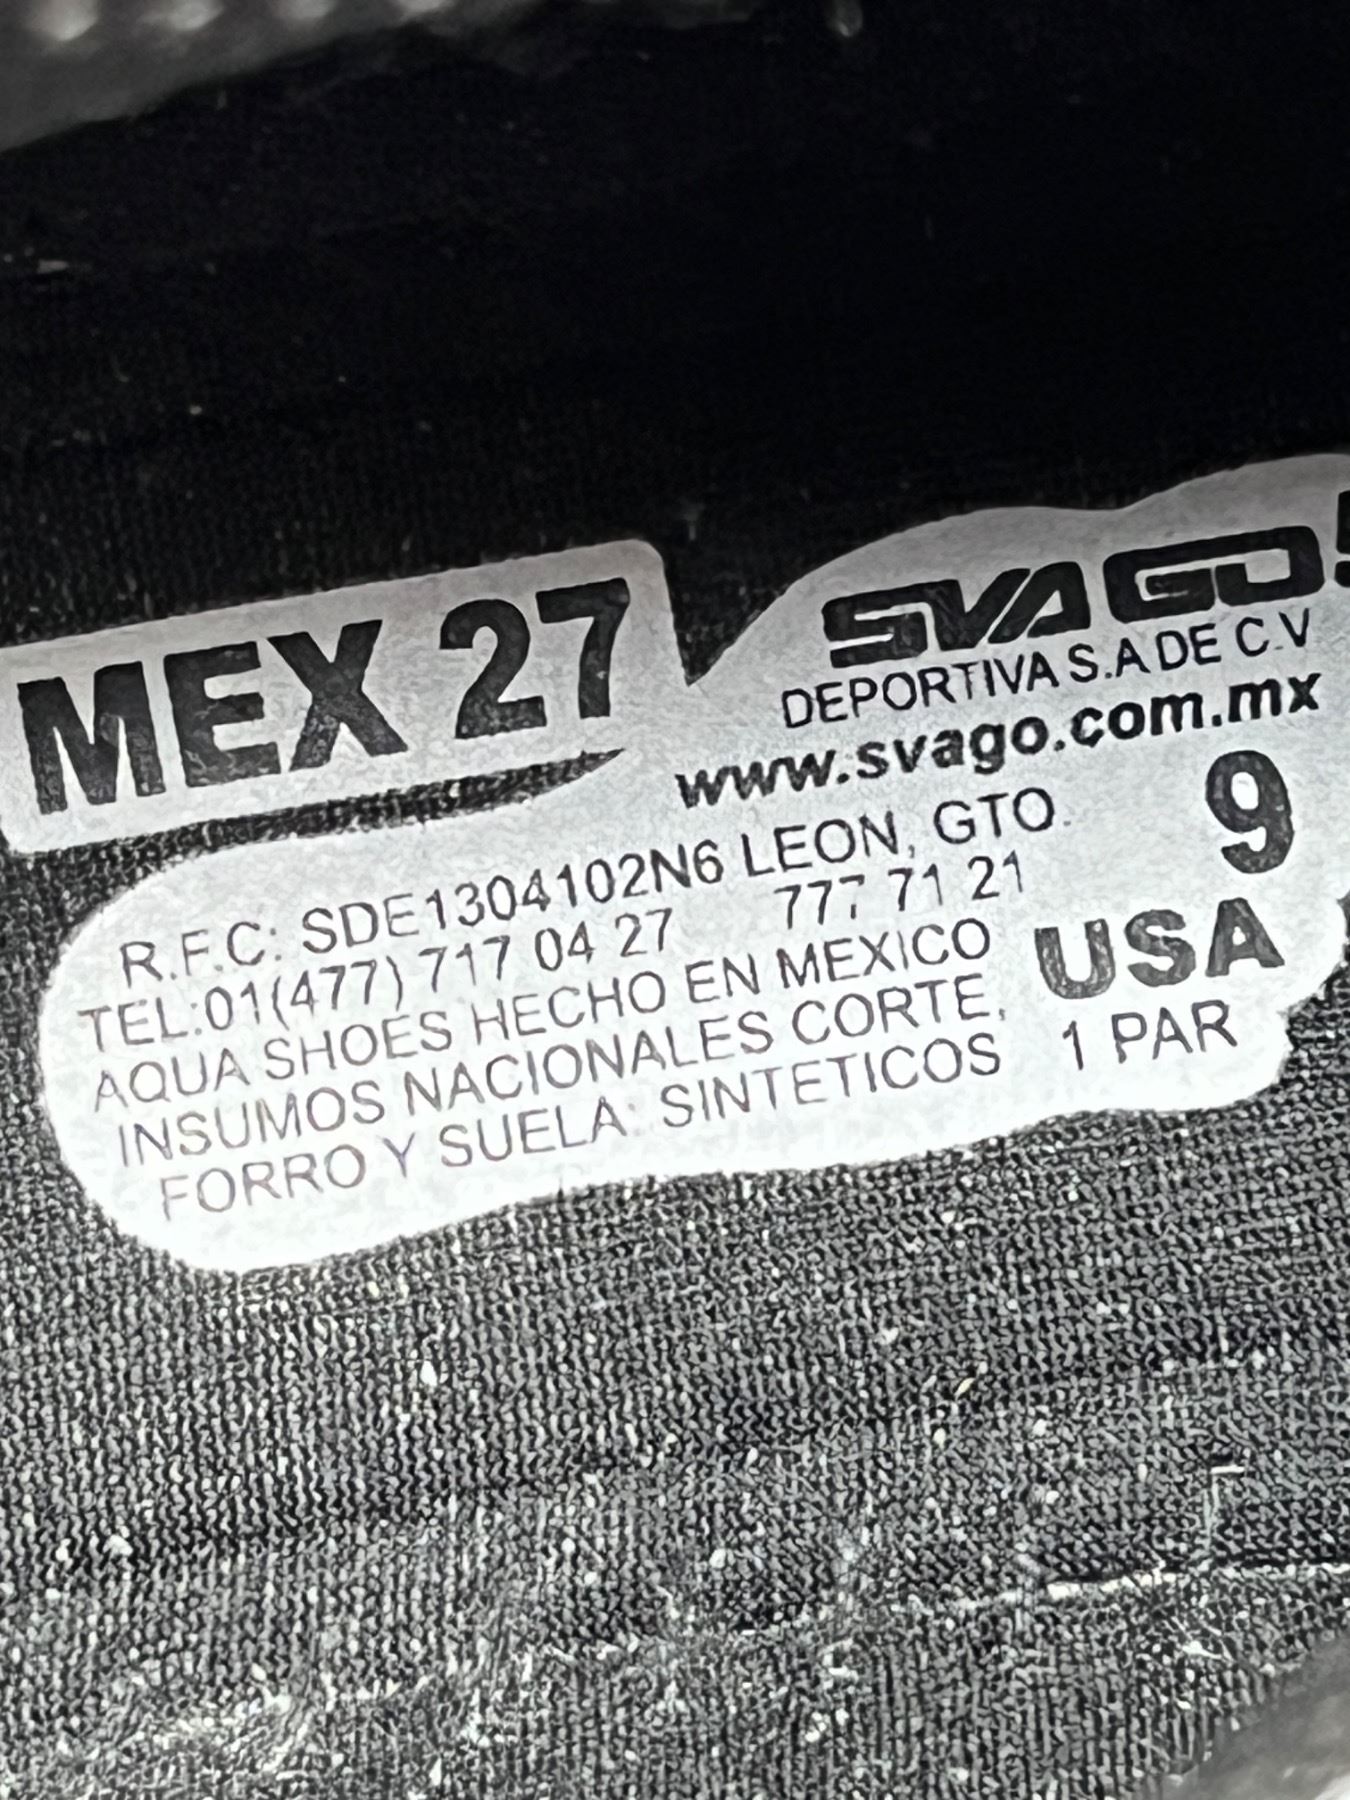 MEX 27
SVAGO
DEPORTIVA S.A DE C.V
www.svago.com.mx
R.F.C: SDE1304102N6 LEON, GTO.
TEL:01(477) 717 04 27 777 71 21
AQUA SHOES HECHO EN MEXICO
INSUMOS NACIONALES CORTE,
FORRO Y SUELA: SINTETICOS
9
USA
1 PAR